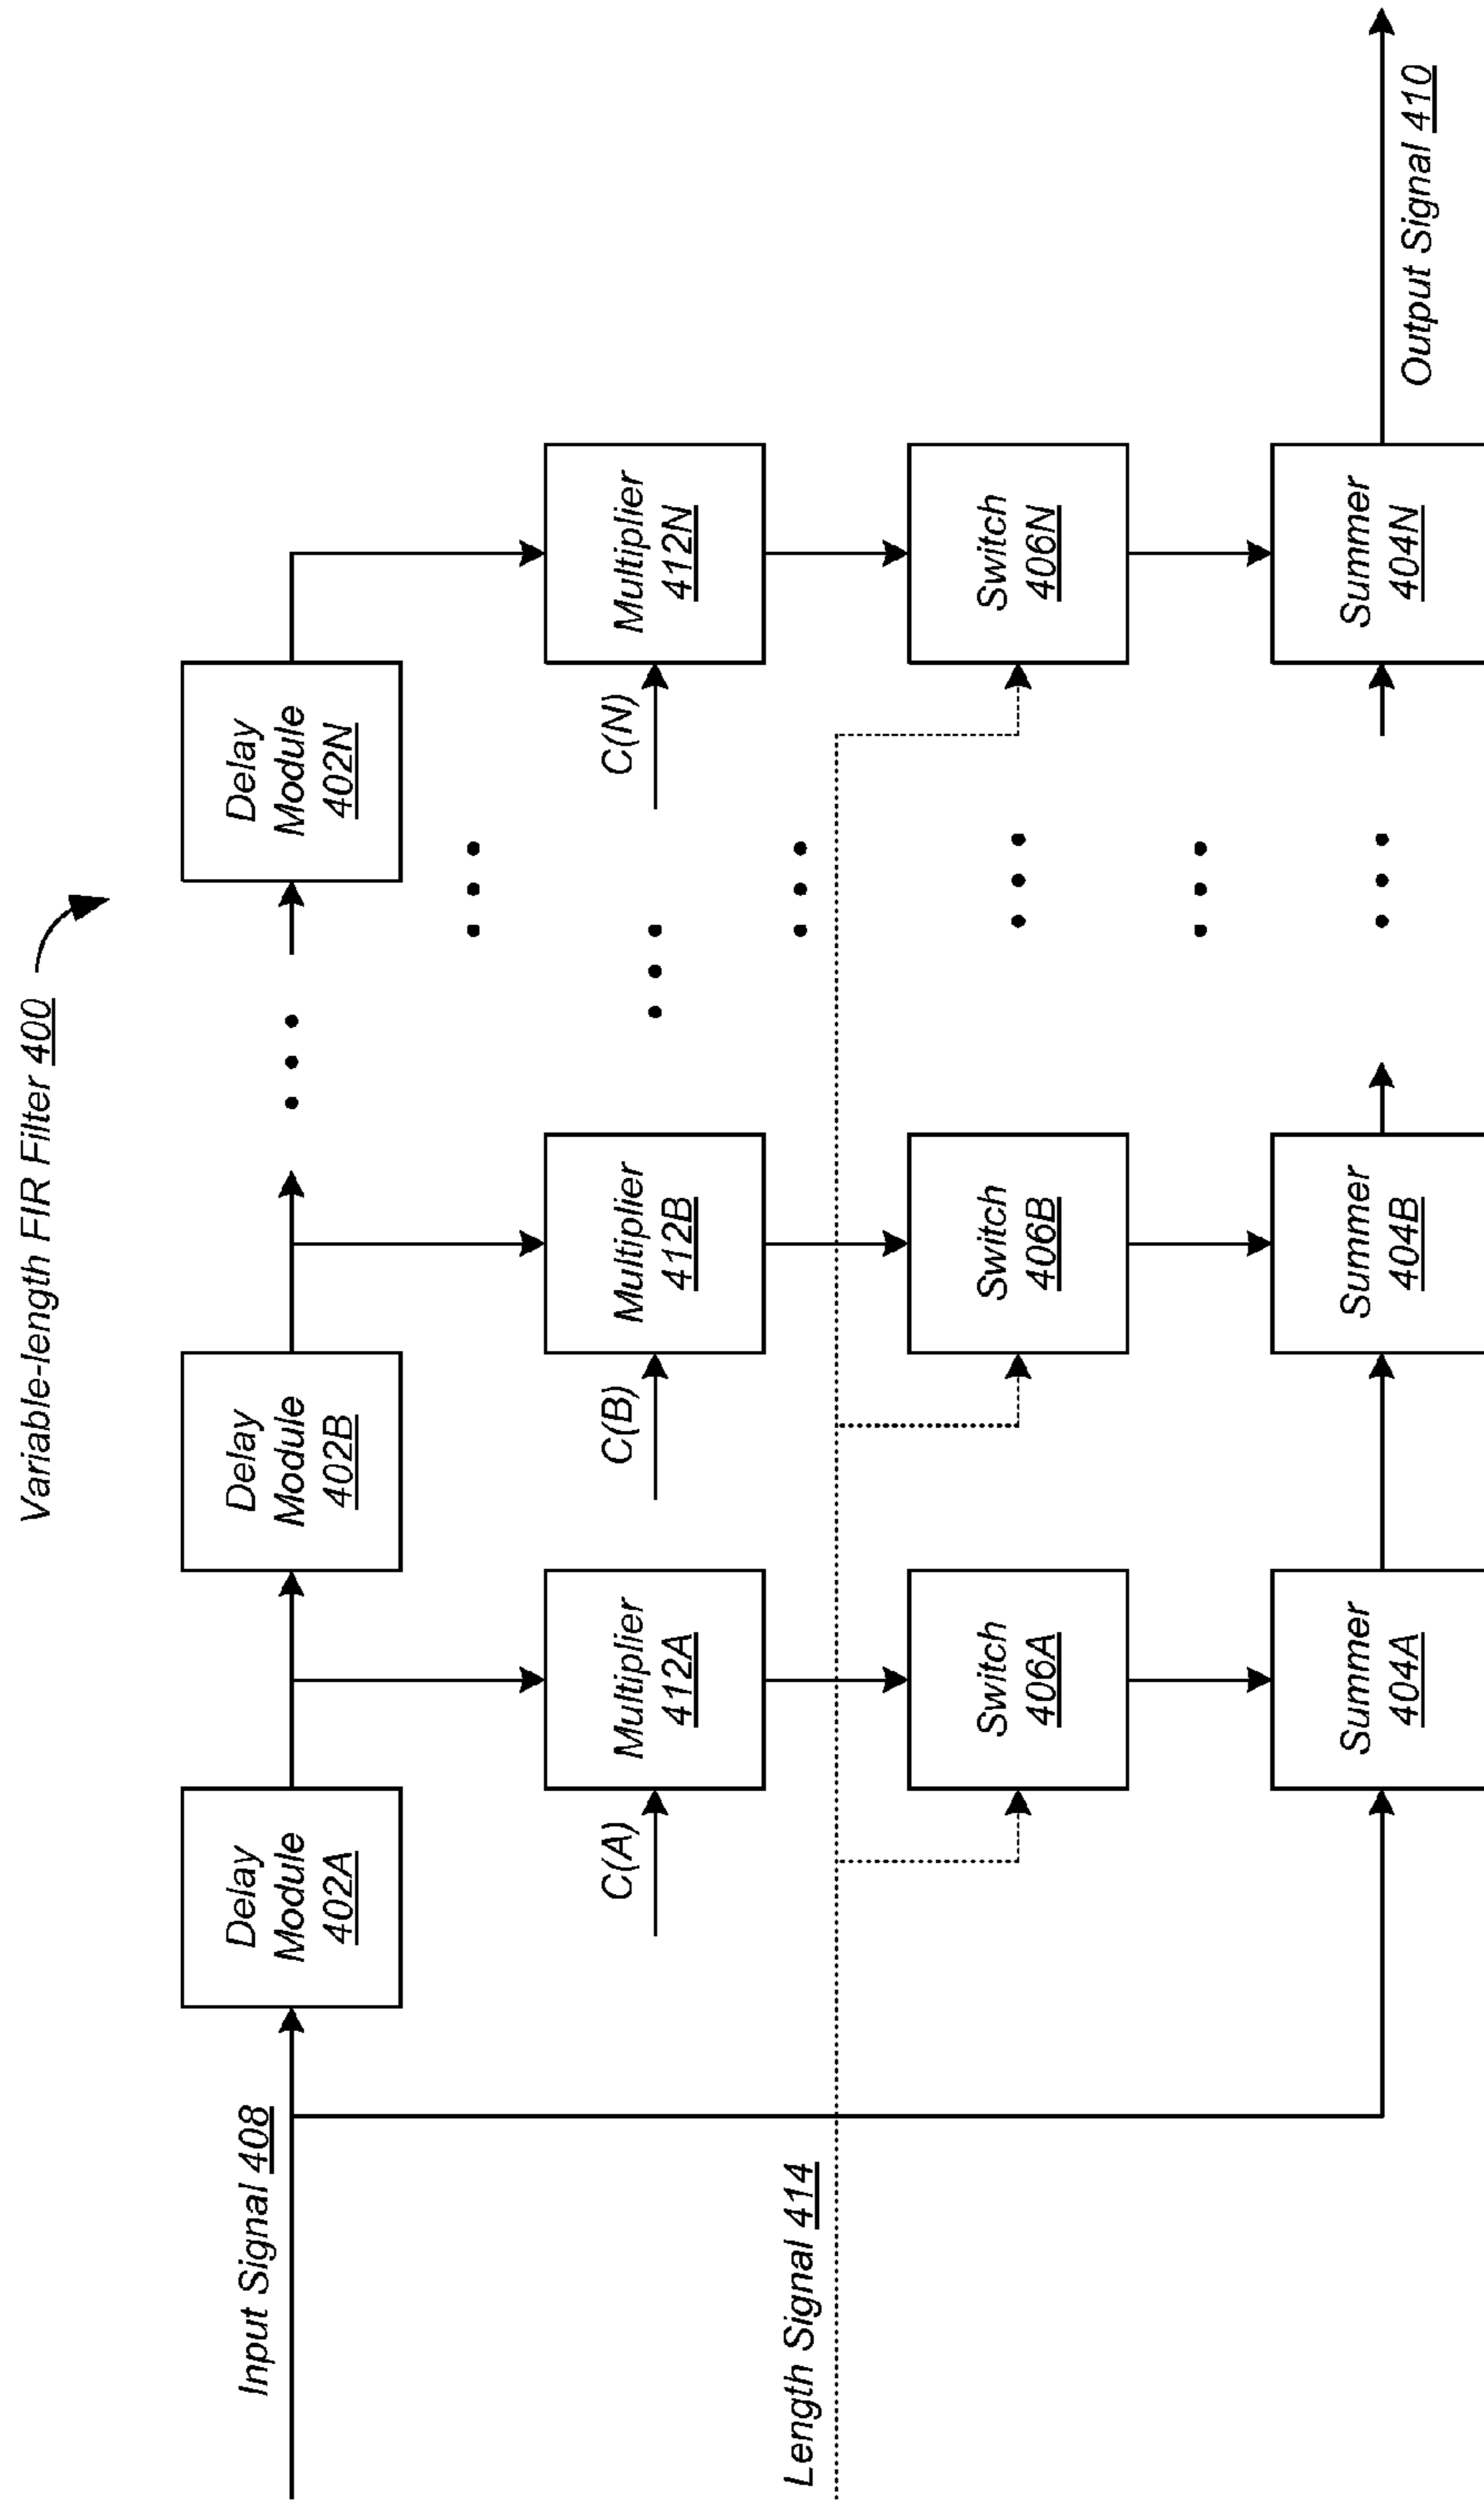 Variable-length FIR Filter 400
Input Signal 408
Delay
Module
402A
Delay
Module
402B
Delay
Module
402N
C(A)
Multiplier
412A
C(B)
Multiplier
412B
C(N)
Multiplier
412N
Length Signal 414
Switch
406A
Switch
406B
Switch
406N
Summer
404A
Summer
404B
Summer
404N
Output Signal 410